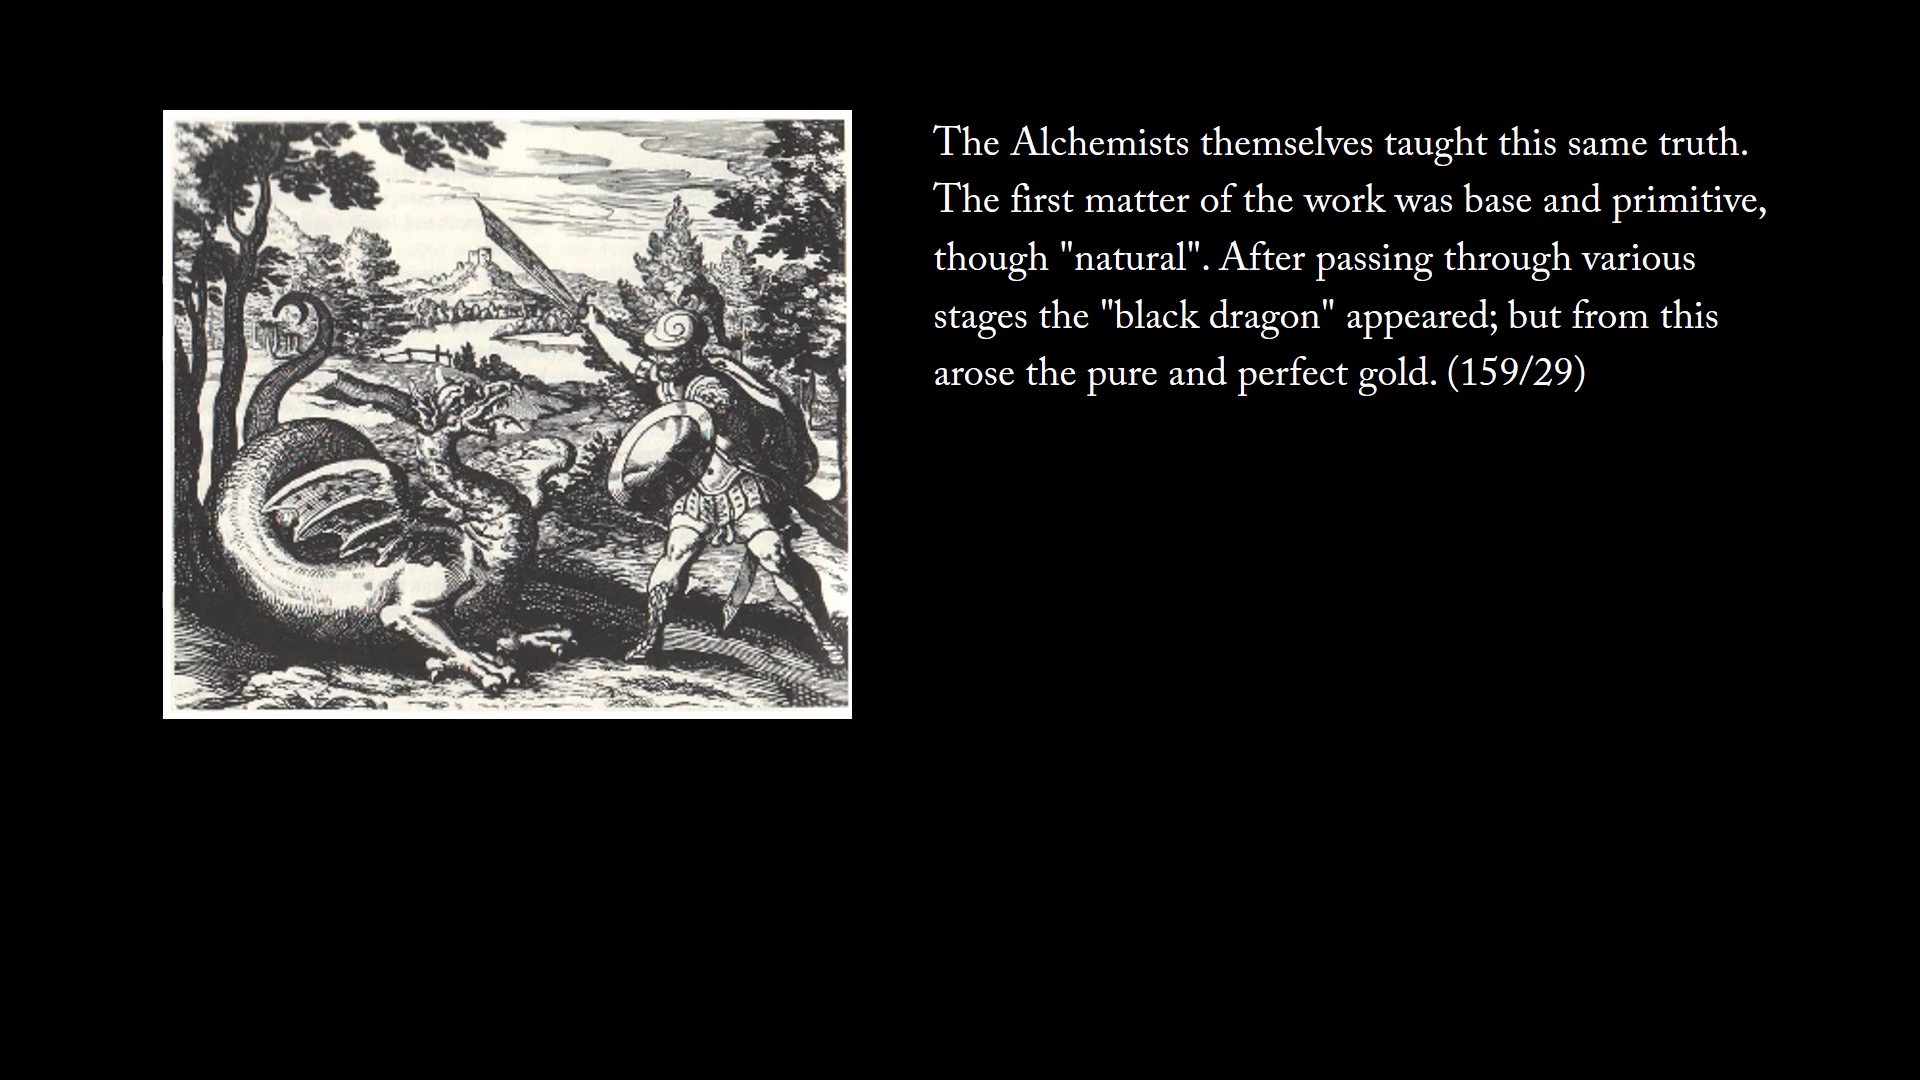 The Alchemists themselves taught this same truth.
The first matter of the work was base and primitive,
though "natural". After passing through various
stages the "black dragon" appeared; but from this
arose the pure and perfect gold. (159/29)